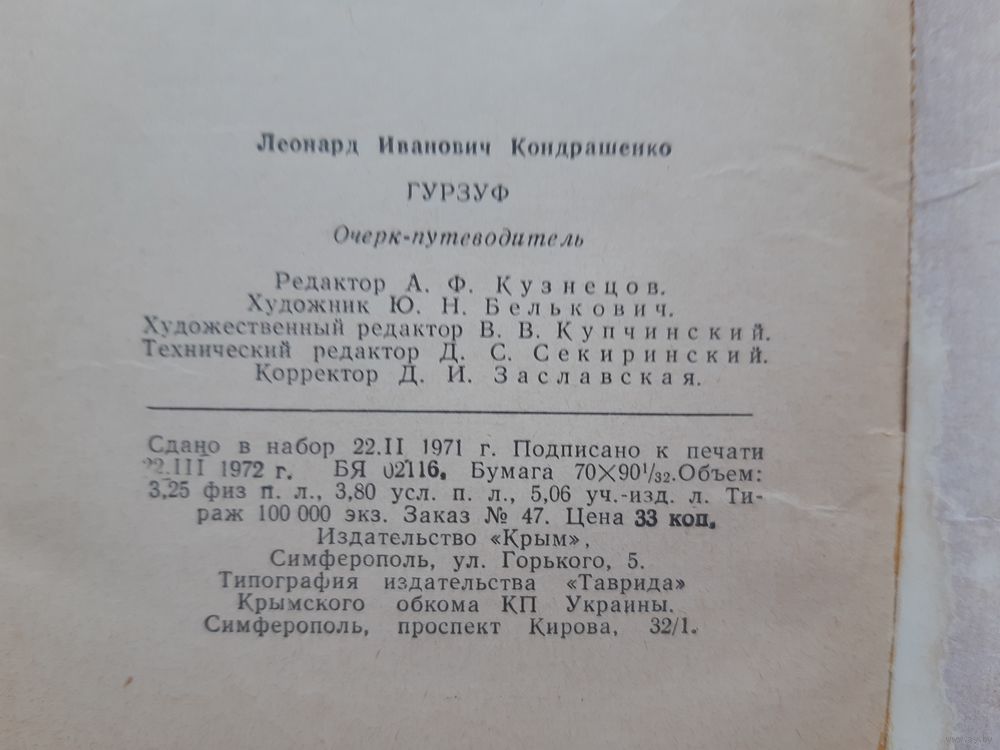 Леонард Иванович Кондрашенко
ГУРЗУФ
Очерк-путеводитель
Редактор А. Ф. Кузнецов.
Художник Ю. Н. Белькович.
Художественный редактор В. В. Купчинский.
Технический редактор Д. С. Секиринский.
Корректор Д. И. Заславская.
Сдано в набор 22.II 1971 г. Подписано к печати
22.III 1972 г. БЯ 02116. Бумага 70×90¹/₃₂. Объем:
3,25 физ п. л., 3,80 усл. п. л., 5,06 уч.-изд. л. Ти-
раж 100 000 экз. Заказ № 47. Цена 33 коп.
Издательство «Крым»,
Симферополь, ул. Горького, 5.
Типография издательства «Таврида»
Крымского обкома КП Украины.
Симферополь, проспект Кирова, 32/1.